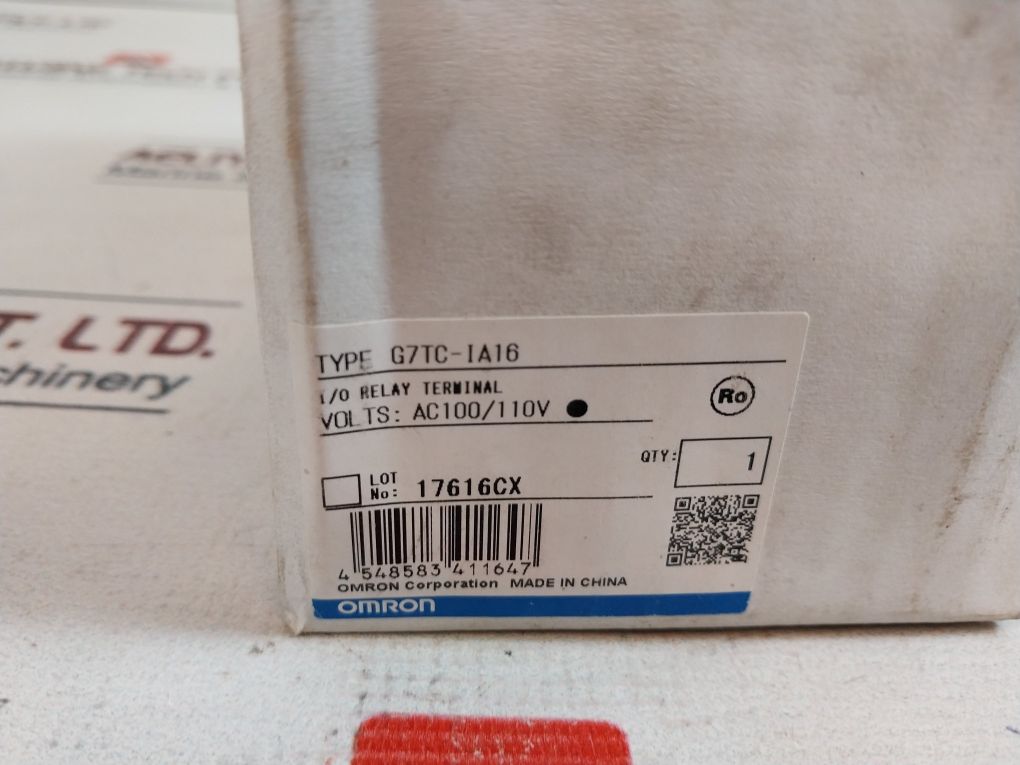 T. LTD.
chinery
TYPE G7TC-IA16
I/O RELAY TERMINAL
VOLTS: AC100/110V ●
Ro
QTY: 1
LOT No: 17616CX
4 548583 411647
OMRON Corporation MADE IN CHINA
OMRON